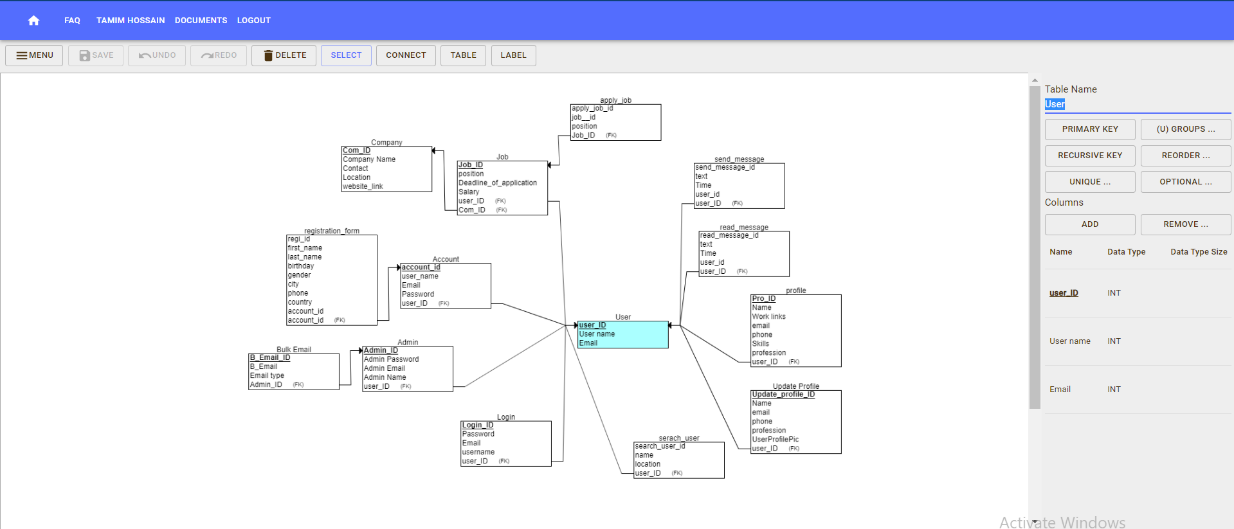 FAQ TAMIM HOSSAIN DOCUMENTS LOGOUT
MENU SAVE UNDO REDO DELETE SELECT CONNECT TABLE LABEL
apply_job
apply_job_id
job__id
position
Job_ID (FK)
Company
Com_ID
Company Name
Contact
Location
website_link
Job
Job_ID
position
Deadline_of_application
Salary
user_ID (FK)
Com_ID (FK)
send_message
send_message_id
text
Time
user_id
user_ID (FK)
read_message
read_message_id
text
Time
user_id
user_ID (FK)
registration_form
regi_id
first_name
last_name
birthday
gender
city
phone
country
account_id
account_id (FK)
Account
account_id
user_name
Email
Password
user_ID (FK)
profile
Pro_ID
Name
Work links
email
phone
Skills
profession
user_ID (FK)
User
user_ID
User name
Email
Bulk Email
B_Email_ID
B_Email
Email type
Admin_ID (FK)
Admin
Admin_ID
Admin Password
Admin Email
Admin Name
user_ID (FK)
Update Profile
Update_profile_ID
Name
email
phone
profession
UserProfilePic
user_ID (FK)
Login
Login_ID
Password
Email
username
user_ID (FK)
serach_user
search_user_id
name
location
user_ID (FK)
Table Name
User
PRIMARY KEY (U) GROUPS ...
RECURSIVE KEY REORDER ...
UNIQUE ... OPTIONAL ...
Columns
ADD REMOVE ...
Name Data Type Data Type Size
user_ID INT
User name INT
Email INT
Activate Windows